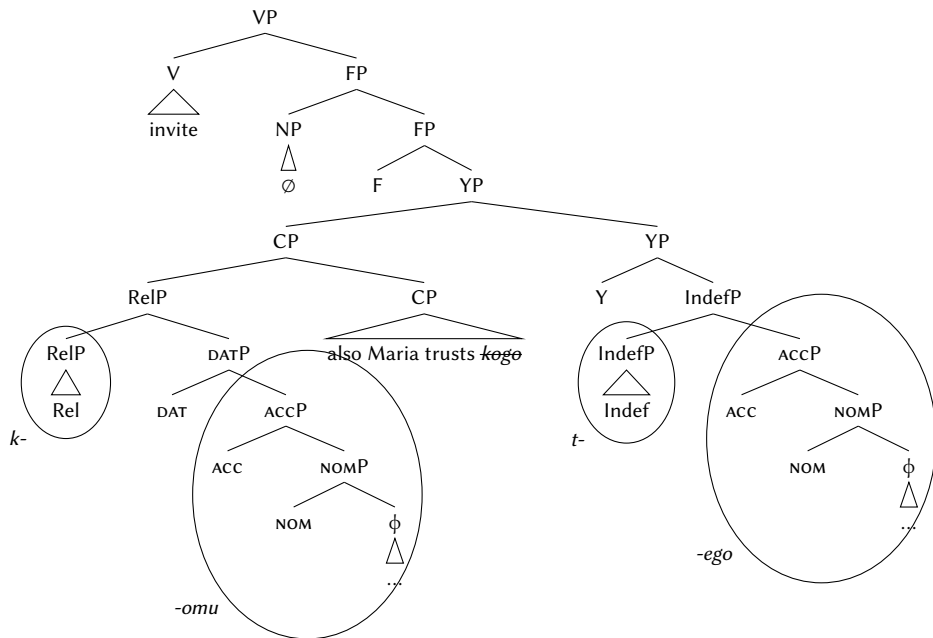 VP
V FP
invite NP FP
∅ F YP
CP YP
RelP CP Y IndefP
RelP DATP also Maria trusts kogo IndefP ACCP
Rel DAT ACCP Indef ACC NOMP
k- t-
ACC NOMP NOM ϕ
NOM ϕ ...
... -ego
-omu